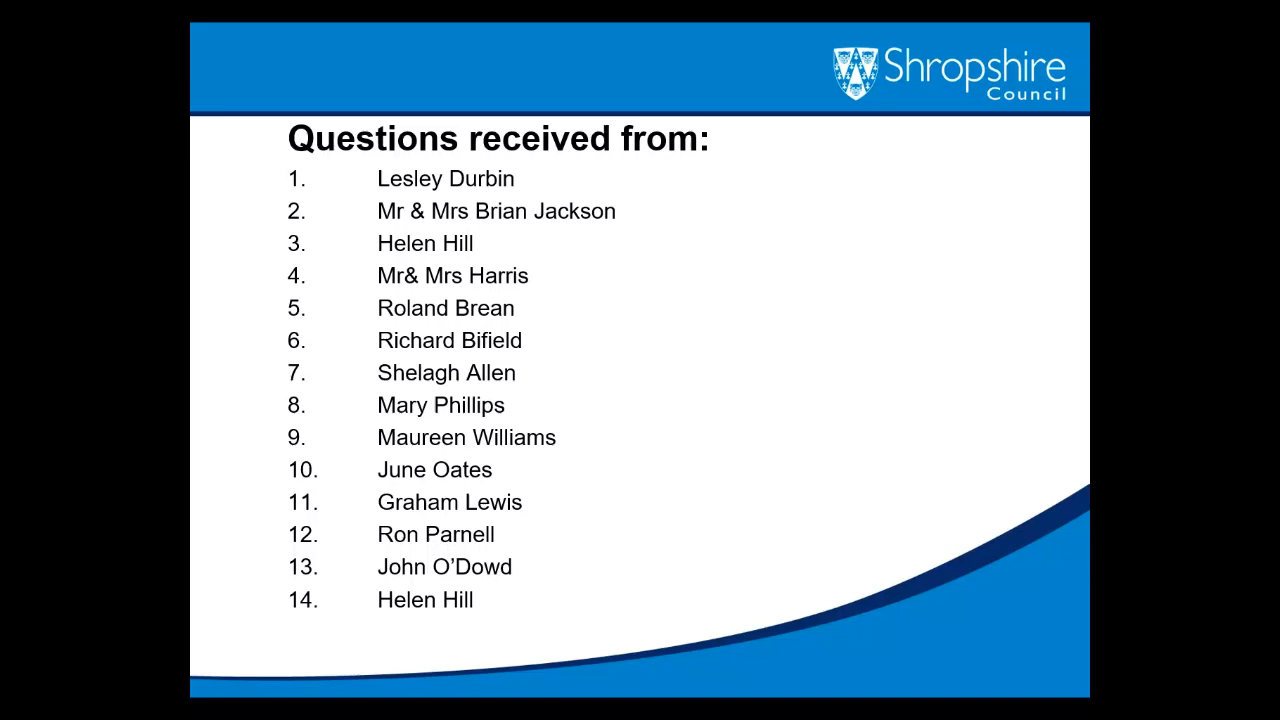 Shropshire
Council
Questions received from:
1. Lesley Durbin
2. Mr & Mrs Brian Jackson
3. Helen Hill
4. Mr& Mrs Harris
5. Roland Brean
6. Richard Bifield
7. Shelagh Allen
8. Mary Phillips
9. Maureen Williams
10. June Oates
11. Graham Lewis
12. Ron Parnell
13. John O’Dowd
14. Helen Hill